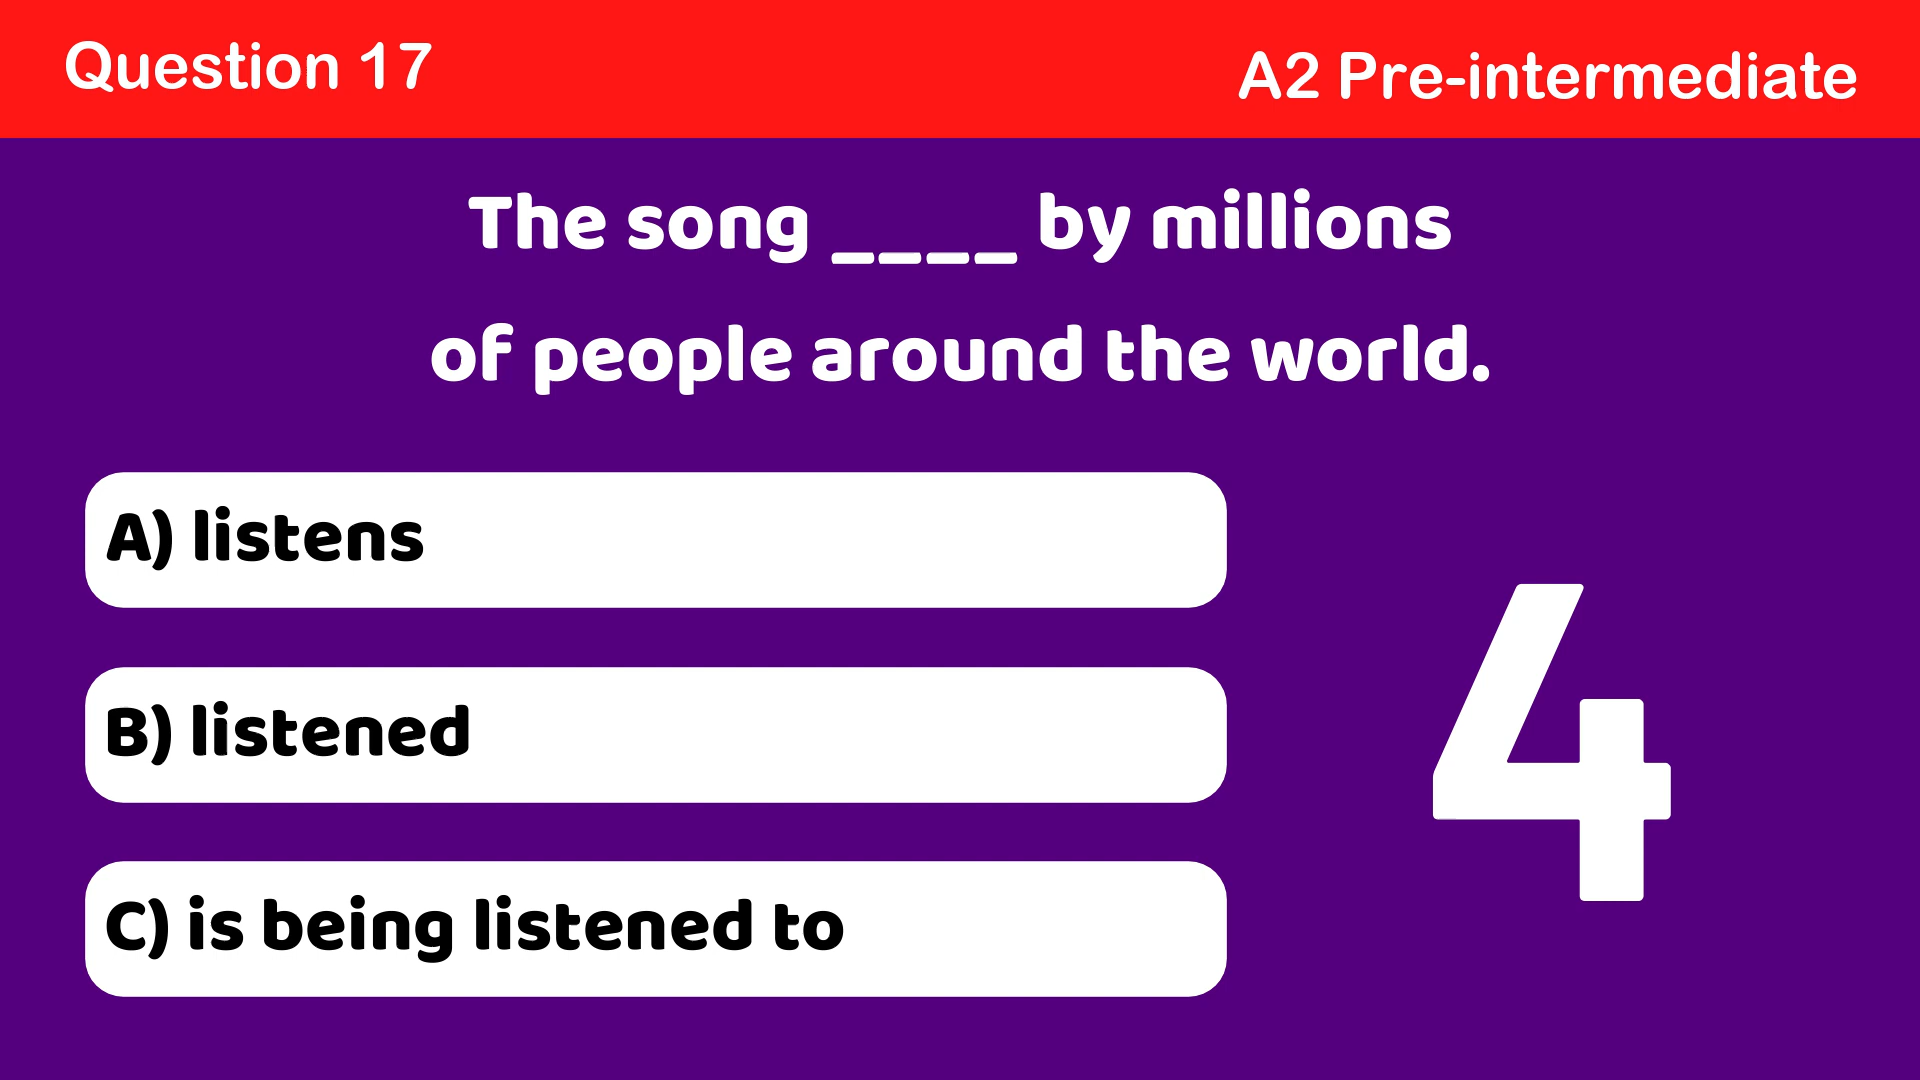 Question 17
A2 Pre-intermediate
The song ____ by millions
of people around the world.
A) listens
B) listened
C) is being listened to
4